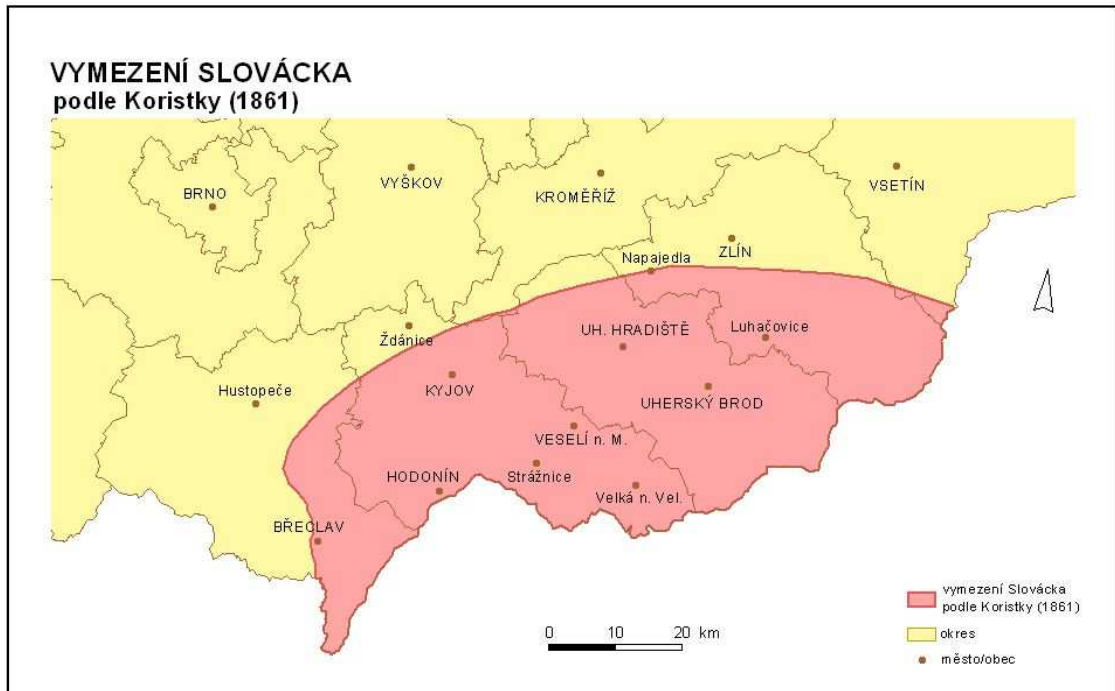 VYMEZENÍ SLOVÁCKA
podle Koristky (1861)
BRNO
VYŠKOV
KROMĚŘÍŽ
VSETÍN
ZLÍN
Napajedla
Ždánice
UH. HRADIŠTĚ
Luhačovice
Hustopeče
KYJOV
UHERSKÝ BROD
VESELÍ n. M.
HODONÍN
Strážnice
Velká n. Vel.
BŘECLAV
0 10 20 km
vymezení Slovácka
podle Koristky (1861)
okres
město/obec